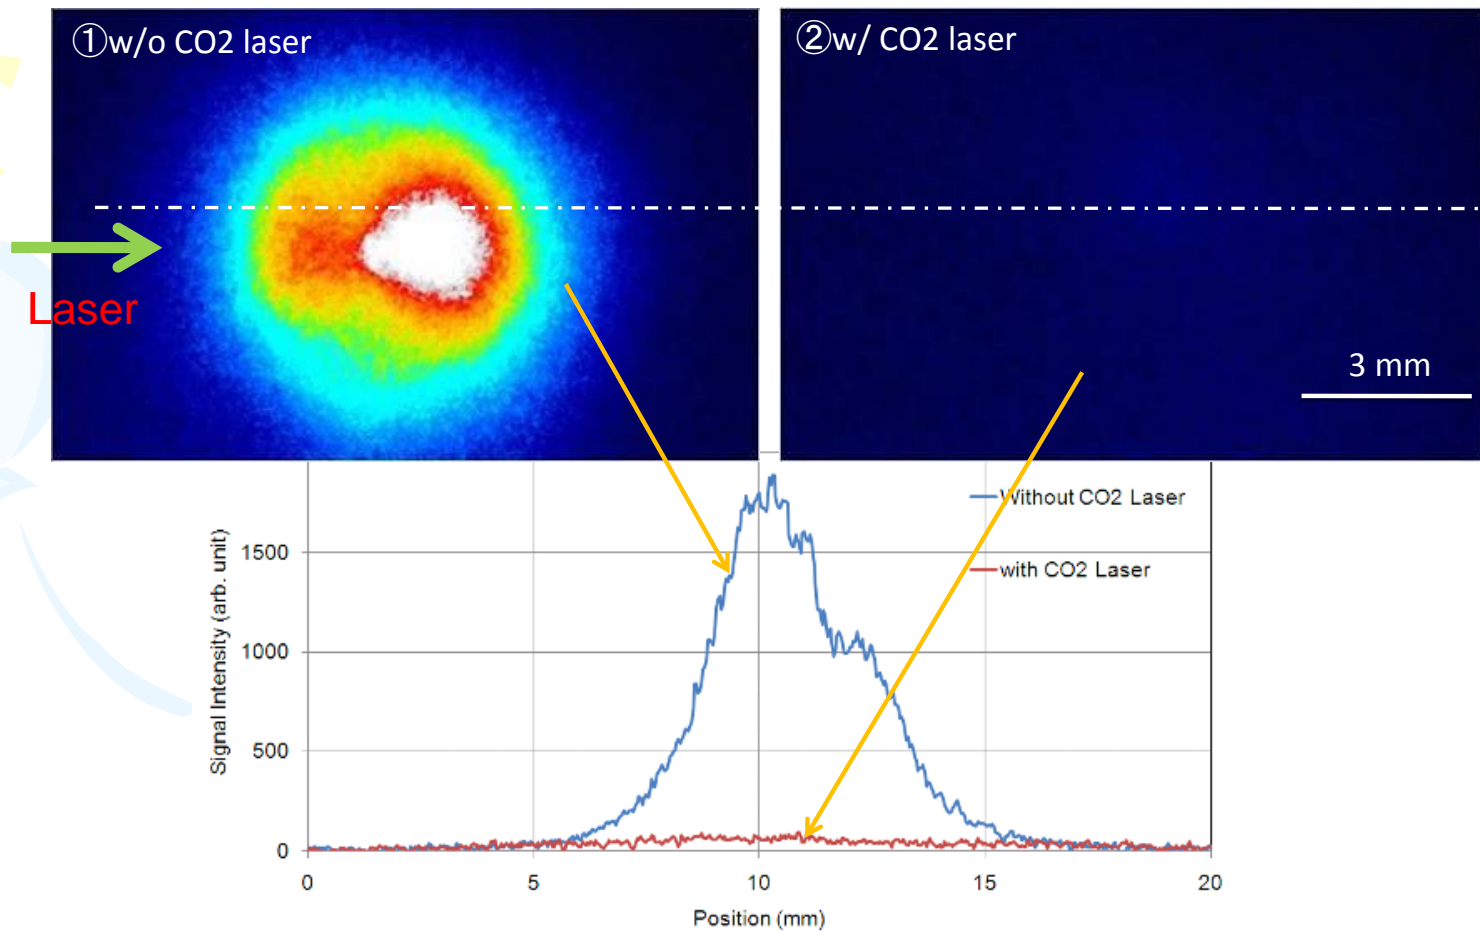 ①w/o CO2 laser
②w/ CO2 laser
Laser
3 mm
Without CO2 Laser
with CO2 Laser
Signal Intensity (arb. unit)
1500
1000
500
0
0 5 10 15 20
Position (mm)